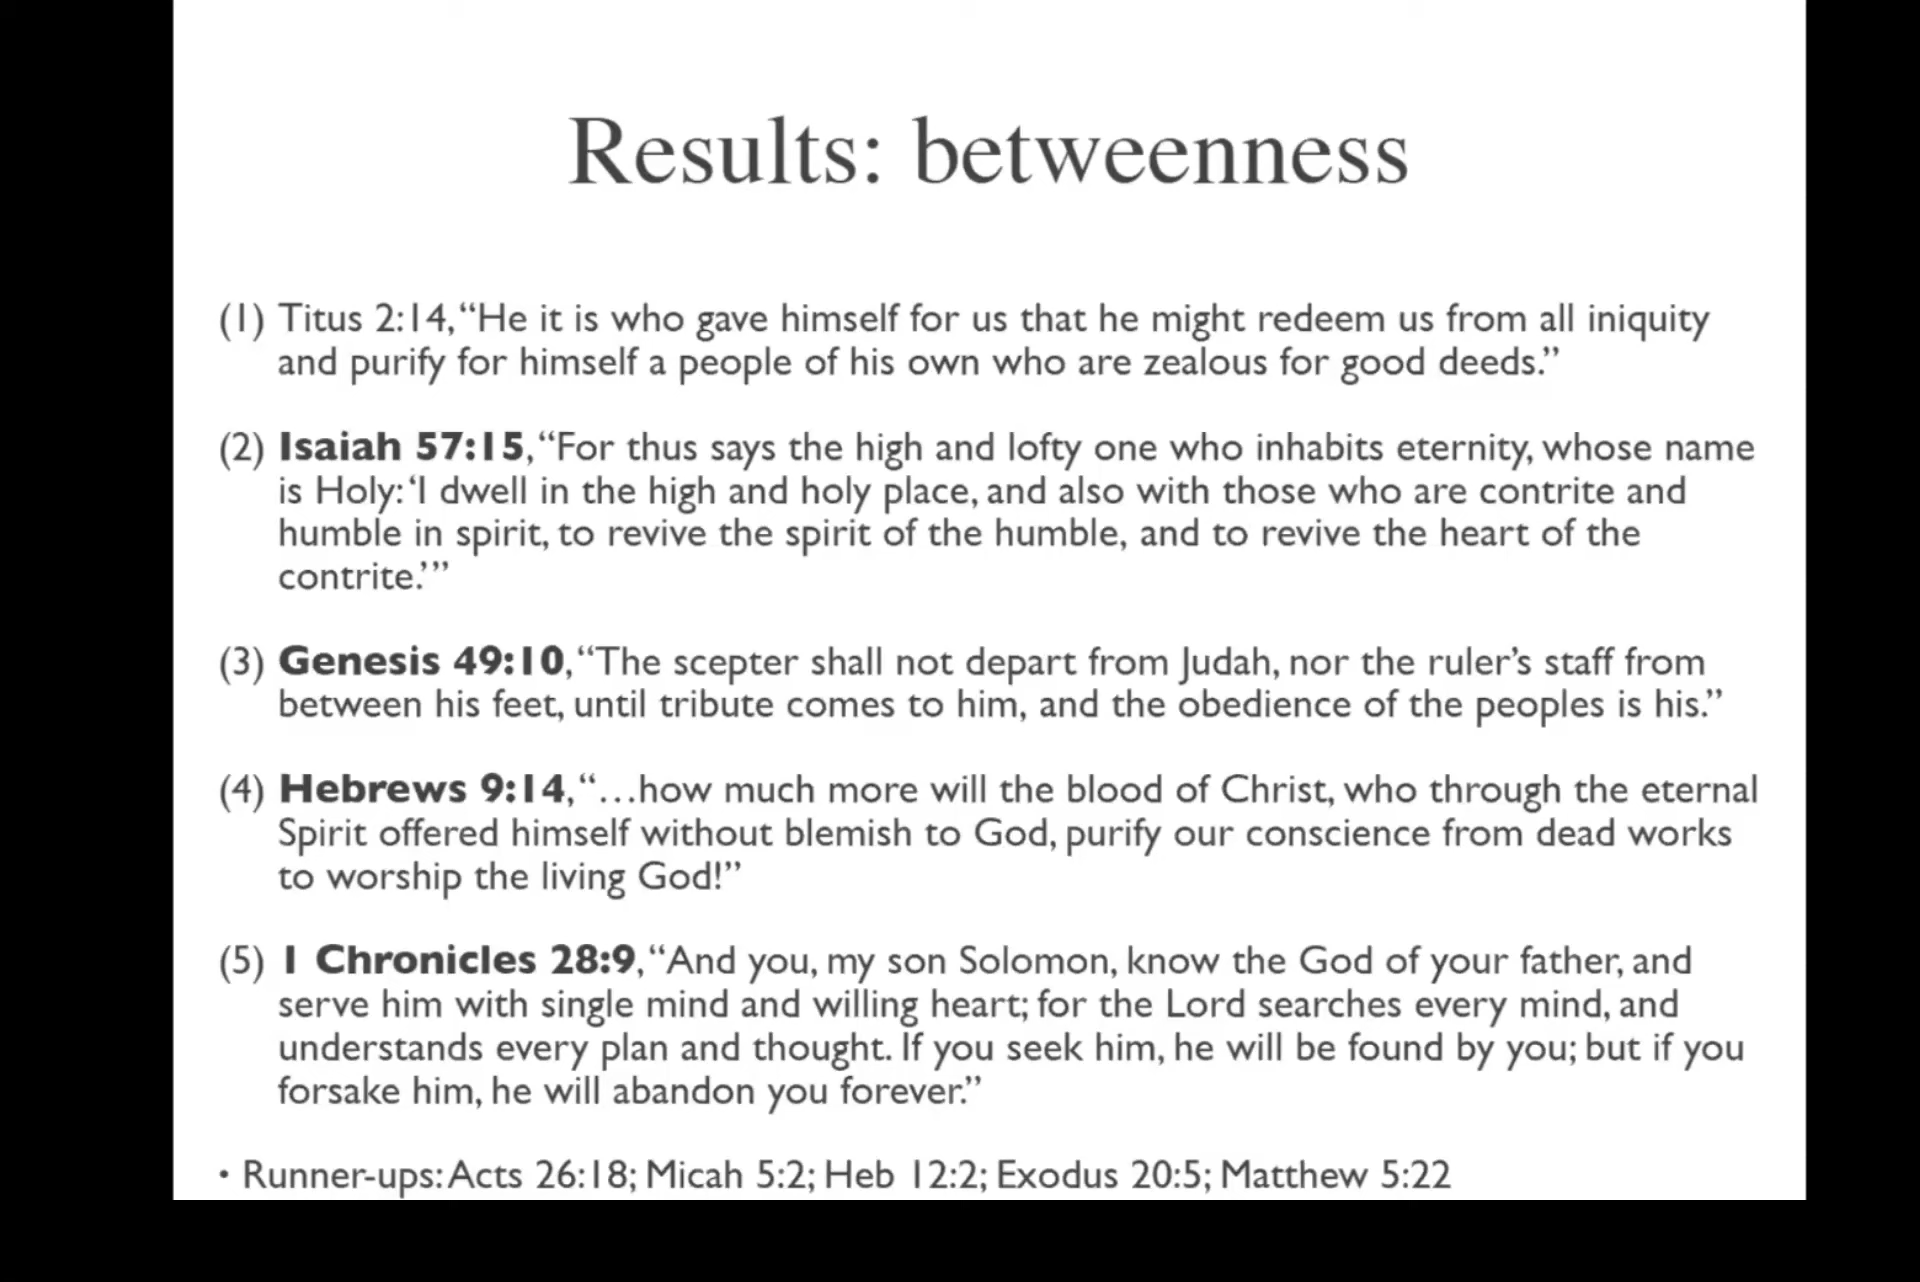 Results: betweenness
(1) Titus 2:14, “He it is who gave himself for us that he might redeem us from all iniquity
and purify for himself a people of his own who are zealous for good deeds.”
(2) Isaiah 57:15, “For thus says the high and lofty one who inhabits eternity, whose name
is Holy: ‘I dwell in the high and holy place, and also with those who are contrite and
humble in spirit, to revive the spirit of the humble, and to revive the heart of the
contrite.’”
(3) Genesis 49:10, “The scepter shall not depart from Judah, nor the ruler’s staff from
between his feet, until tribute comes to him, and the obedience of the peoples is his.”
(4) Hebrews 9:14, “…how much more will the blood of Christ, who through the eternal
Spirit offered himself without blemish to God, purify our conscience from dead works
to worship the living God!”
(5) 1 Chronicles 28:9, “And you, my son Solomon, know the God of your father, and
serve him with single mind and willing heart; for the Lord searches every mind, and
understands every plan and thought. If you seek him, he will be found by you; but if you
forsake him, he will abandon you forever.”
• Runner-ups: Acts 26:18; Micah 5:2; Heb 12:2; Exodus 20:5; Matthew 5:22